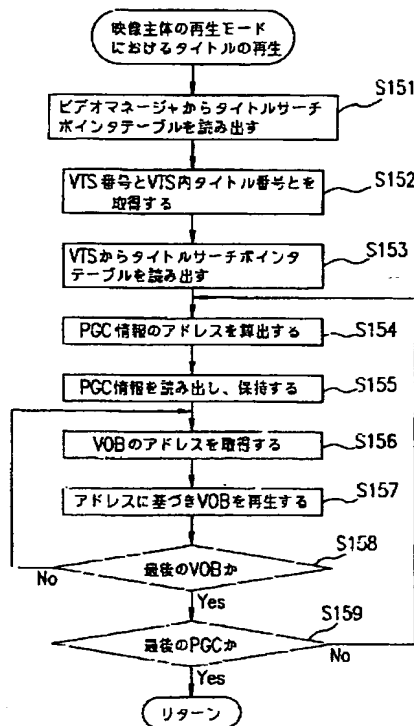 映像主体の再生モード
におけるタイトルの再生
S151
ビデオマネージャからタイトルサーチ
ポインタテーブルを読み出す
S152
VTS番号とVTS内タイトル番号とを
取得する
S153
VTSからタイトルサーチポインタ
テーブルを読み出す
PGC情報のアドレスを算出する
S154
PGC情報を読み出し、保持する
S155
VOBのアドレスを取得する
S156
アドレスに基づきVOBを再生する
S157
S158
最後のVOBか
No
Yes
S159
最後のPGCか
No
Yes
リターン